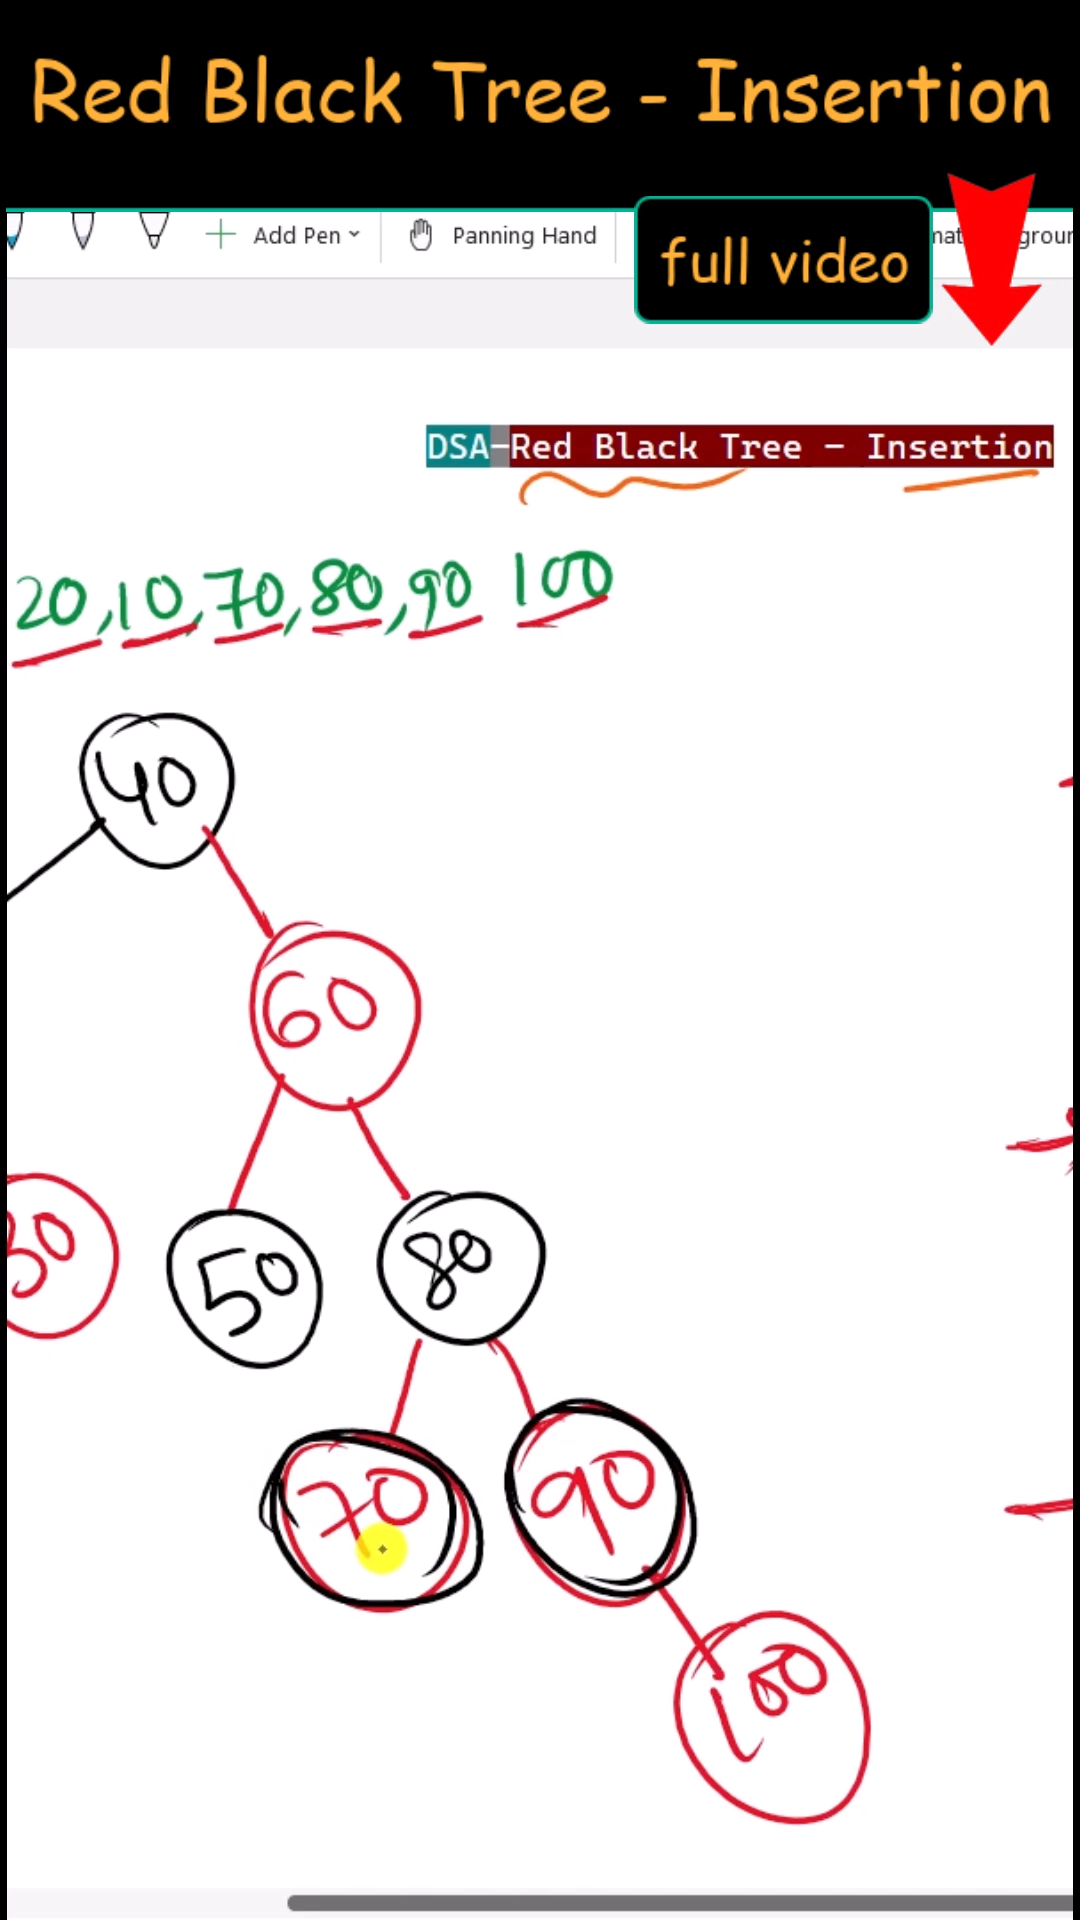 Red Black Tree - Insertion
Add Pen
Panning Hand
full video
DSA-Red Black Tree - Insertion
20,10,70,80,90 100
40
60
30
50
80
70
90
100